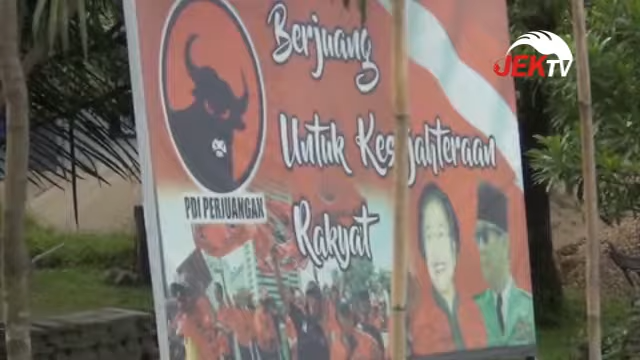 JEKTV
Berjuang
Untuk Kesejahteraan
Rakyat
PDI PERJUANGAN